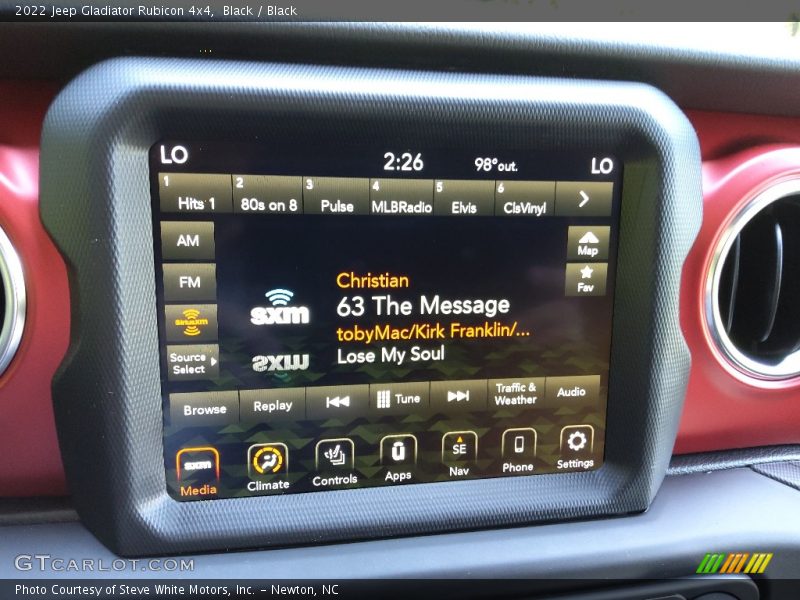 2022 Jeep Gladiator Rubicon 4x4, Black / Black
LO 2:26 98°out. LO
1 Hits 1 2 80s on 8 3 Pulse 4 MLBRadio 5 Elvis 6 ClsVinyl
AM
Map
FM
Fav
Christian
sxm 63 The Message
siriusxm
tobyMac/Kirk Franklin/...
Lose My Soul
Source Select
Browse Replay Tune Traffic & Weather Audio
sxm SE
Media Climate Controls Apps Nav Phone Settings
GTCARLOT.COM
Photo Courtesy of Steve White Motors, Inc. – Newton, NC